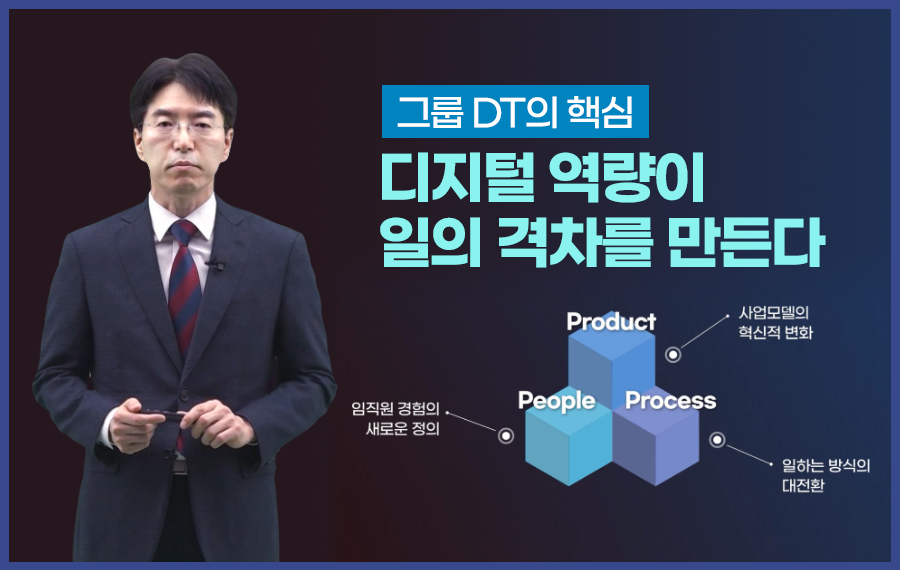 그룹 DT의 핵심
디지털 역량이
일의 격차를 만든다
Product
사업모델의
혁신적 변화
People
Process
임직원 경험의
새로운 정의
일하는 방식의
대전환